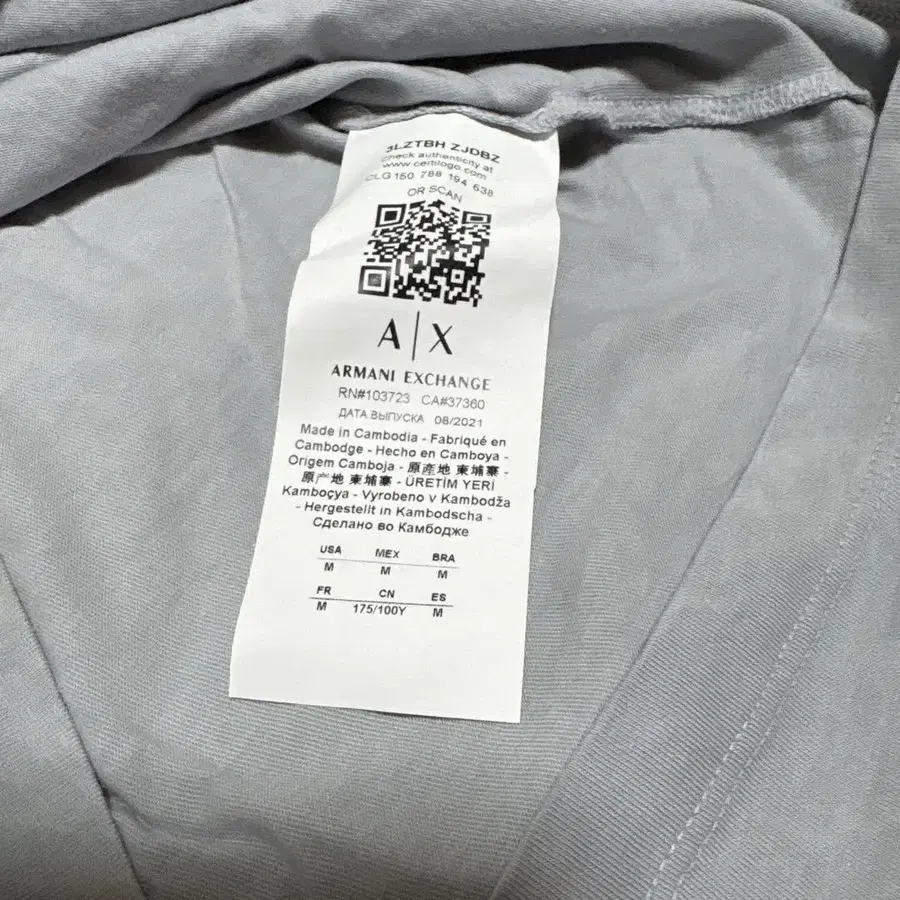 3LZTBH ZJDBZ
Check authenticity at
www.certilogo.com
CLG 150 788 194 638
OR SCAN
A|X
ARMANI EXCHANGE
RN#103723 CA#37360
ДАТА ВЫПУСКА 08/2021
Made in Cambodia - Fabriqué en
Cambodge - Hecho en Camboya -
Origem Camboja - 原產地 柬埔寨 -
原产地 柬埔寨 - ÜRETİM YERİ
Kamboçya - Vyrobeno v Kambodža
- Hergestellt in Kambodscha -
Сделано во Камбодже
USA MEX BRA
M M M
FR CN ES
M 175/100Y M